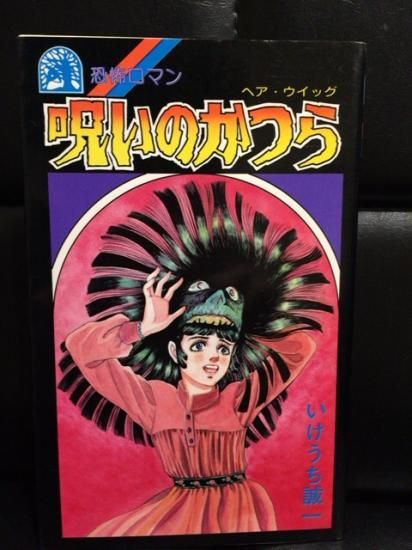 恐怖ロマン
ヘア・ウイッグ
呪いのかつら
いけうち誠一